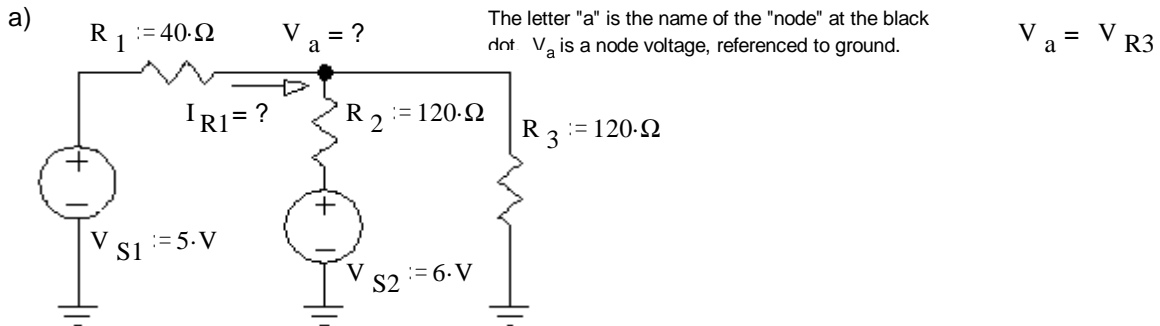 a)
The letter "a" is the name of the "node" at the black
dot. V a is a node voltage, referenced to ground.
V a = V R3
R 1 := 40·Ω
V a = ?
I R1 = ?
R 2 := 120·Ω
R 3 := 120·Ω
+
−
+
−
V S1 := 5·V
V S2 := 6·V